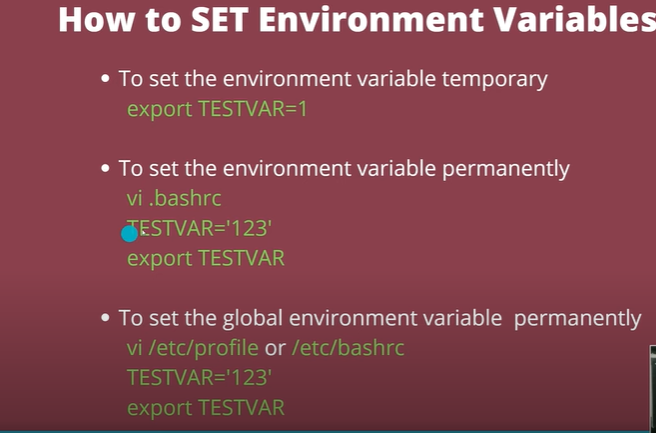 How to SET Environment Variables
• To set the environment variable temporary
export TESTVAR=1
• To set the environment variable permanently
vi .bashrc
TESTVAR='123'
export TESTVAR
• To set the global environment variable  permanently
vi /etc/profile or /etc/bashrc
TESTVAR='123'
export TESTVAR